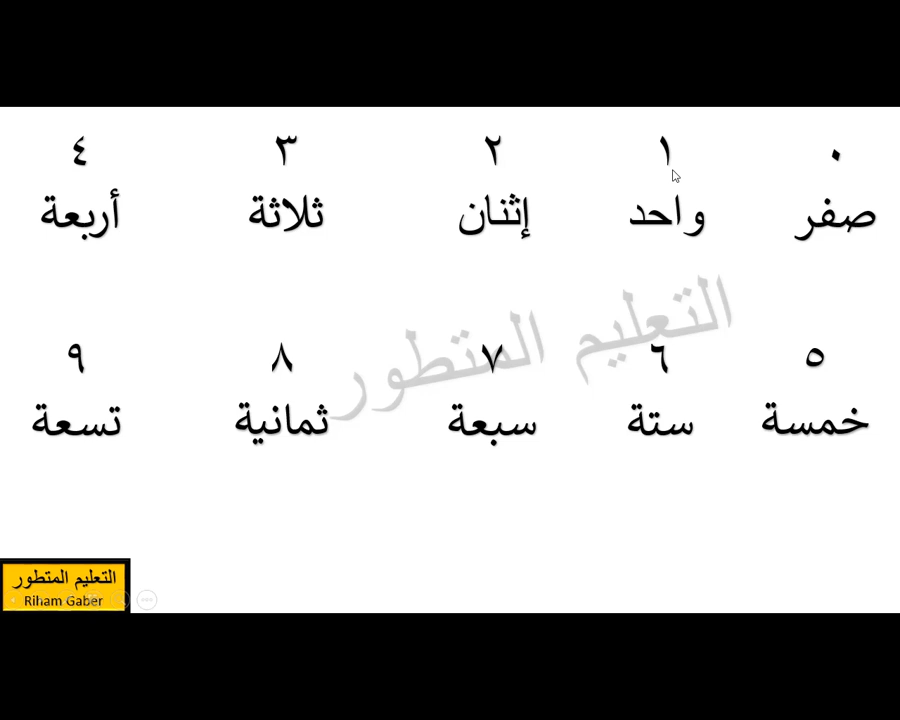 ٠ ١ ٢ ٣ ٤
صفر واحد إثنان ثلاثة أربعة
التعليم المتطور
٥ ٦ ٧ ٨ ٩
خمسة ستة سبعة ثمانية تسعة
التعليم المتطور
Riham Gaber